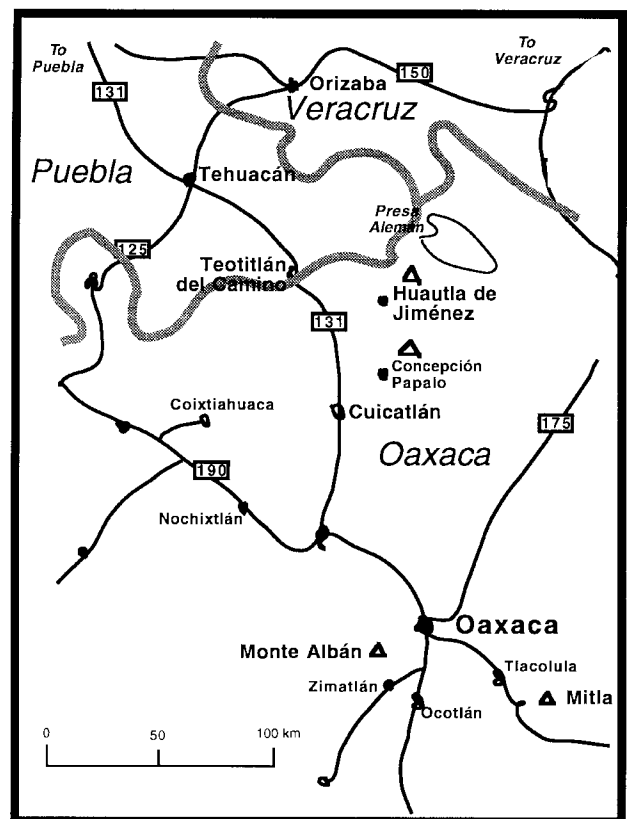 To
Puebla
To
Veracruz
131
Orizaba
150
Veracruz
Puebla
Tehuacán
Presa
Alemán
125
Teotitlán
del Camino
Huautla de
Jiménez
131
Concepción
Papalo
Coixtiahuaca
Cuicatlán
175
Oaxaca
190
Nochixtlán
Oaxaca
Monte Albán
Tlacolula
Zimatlán
Mitla
Ocotlán
0 50 100 km